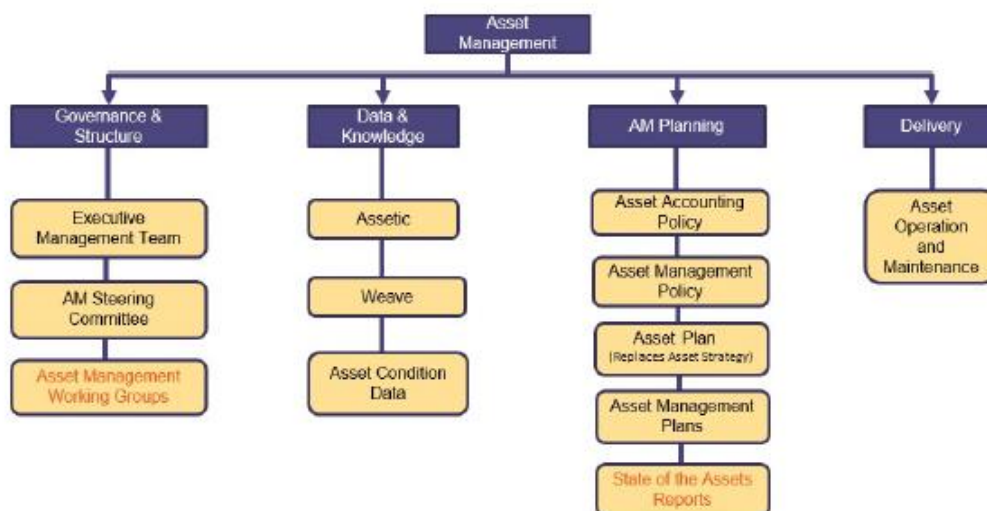 Asset
Management
Governance &
Structure
Data &
Knowledge
AM Planning
Delivery
Executive
Management Team
AM Steering
Committee
Asset Management
Working Groups
Assetic
Weave
Asset Condition
Data
Asset Accounting
Policy
Asset Management
Policy
Asset Plan
(Replaces Asset Strategy)
Asset Management
Plans
State of the Assets
Reports
Asset
Operation
and
Maintenance